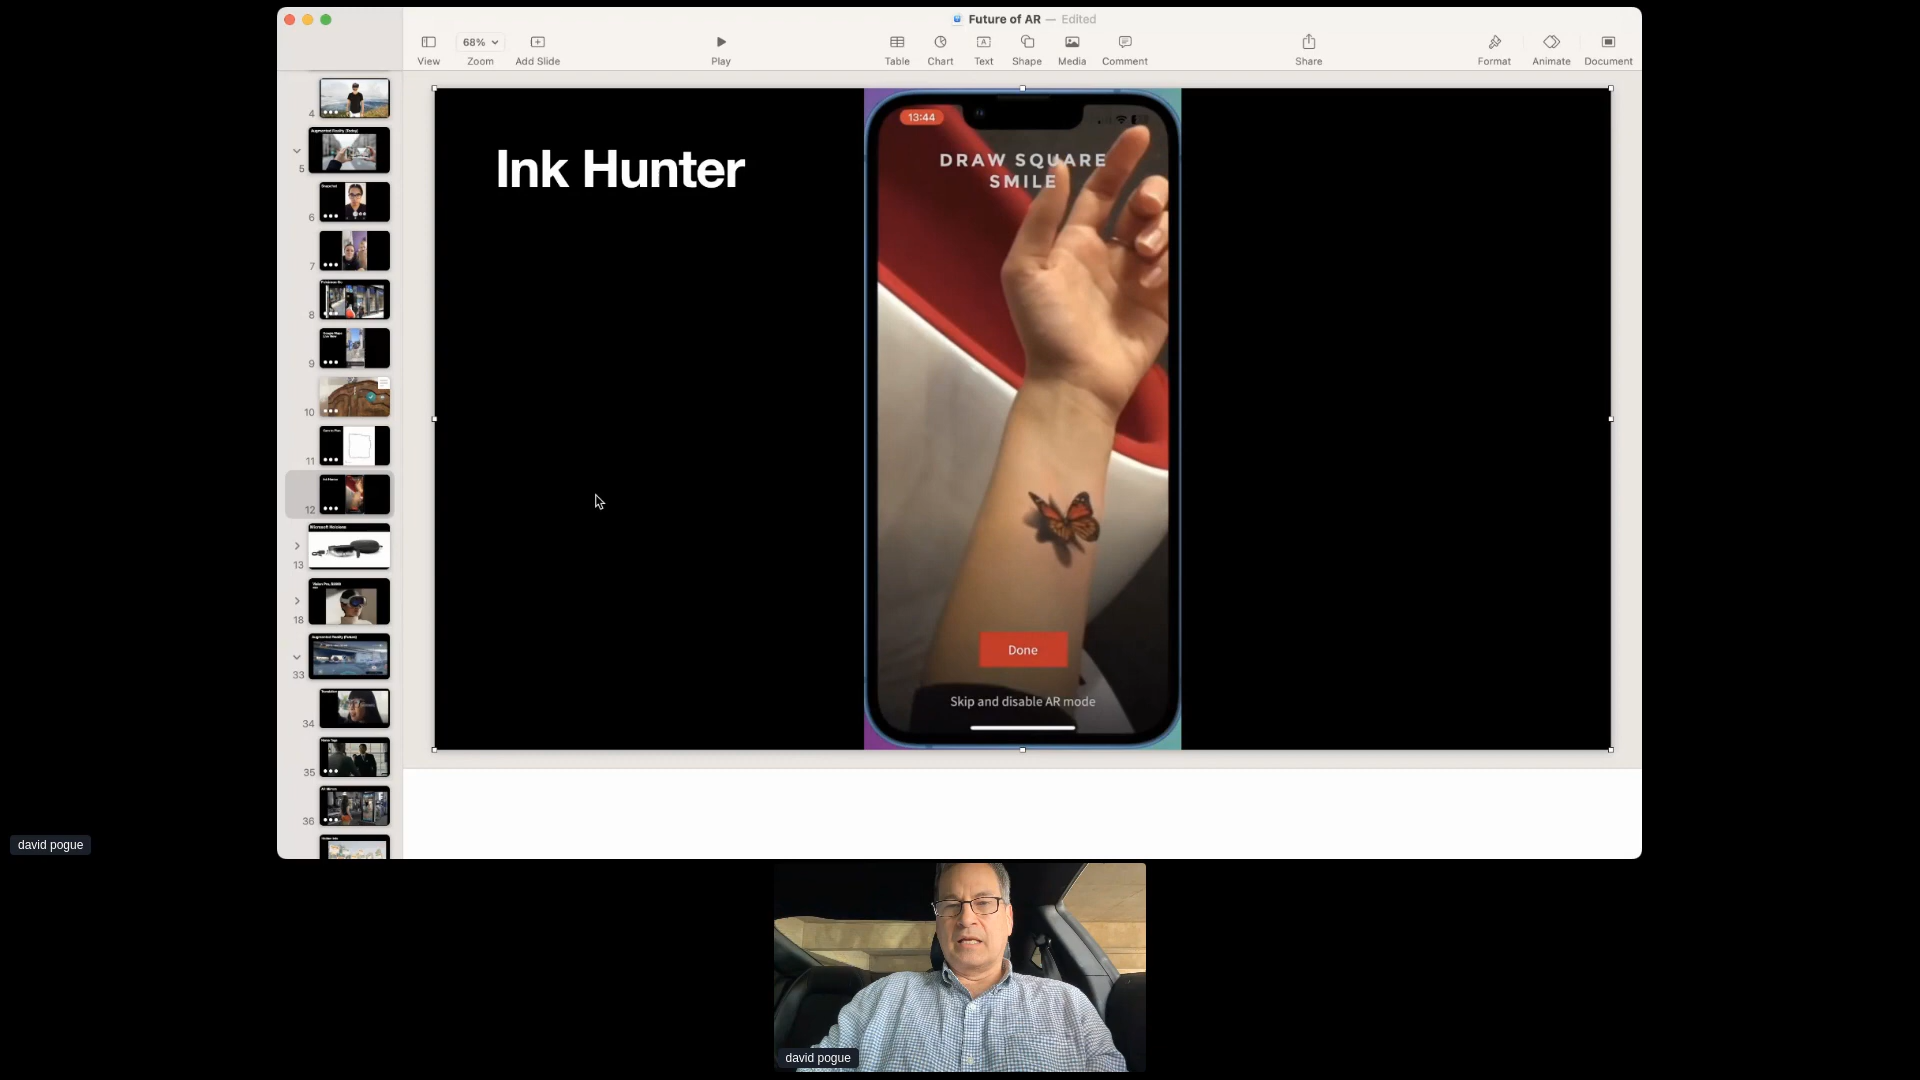 Future of AR — Edited
View
68%
Zoom
Add Slide
Play
Table
Chart
Text
Shape
Media
Comment
Share
Format
Animate
Document
4
5
6
7
8
9
10
11
12
13
18
33
34
35
36
Ink Hunter
13:44
DRAW SQUARE
SMILE
Done
Skip and disable AR mode
david pogue
david pogue